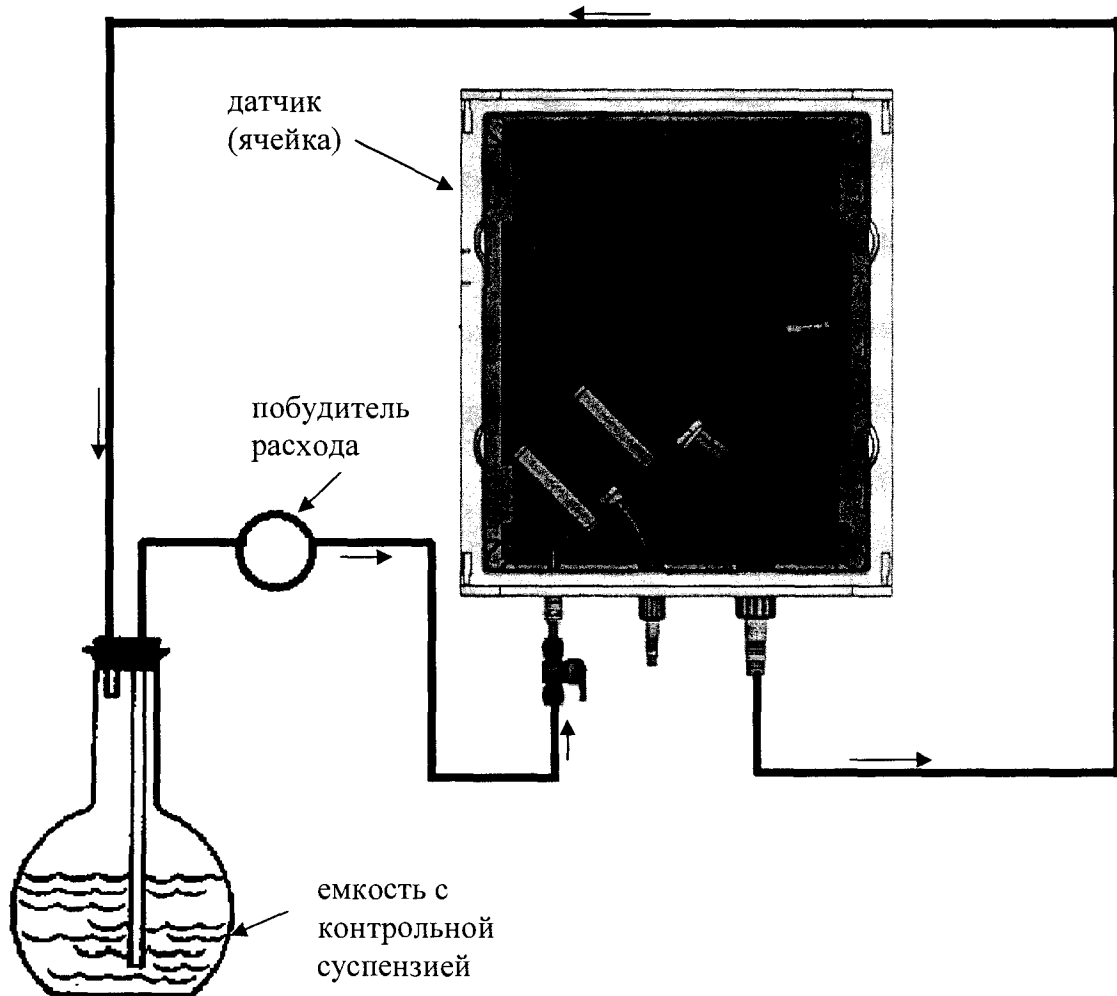 датчик
(ячейка)
побудитель
расхода
емкость с
контрольной
суспензией